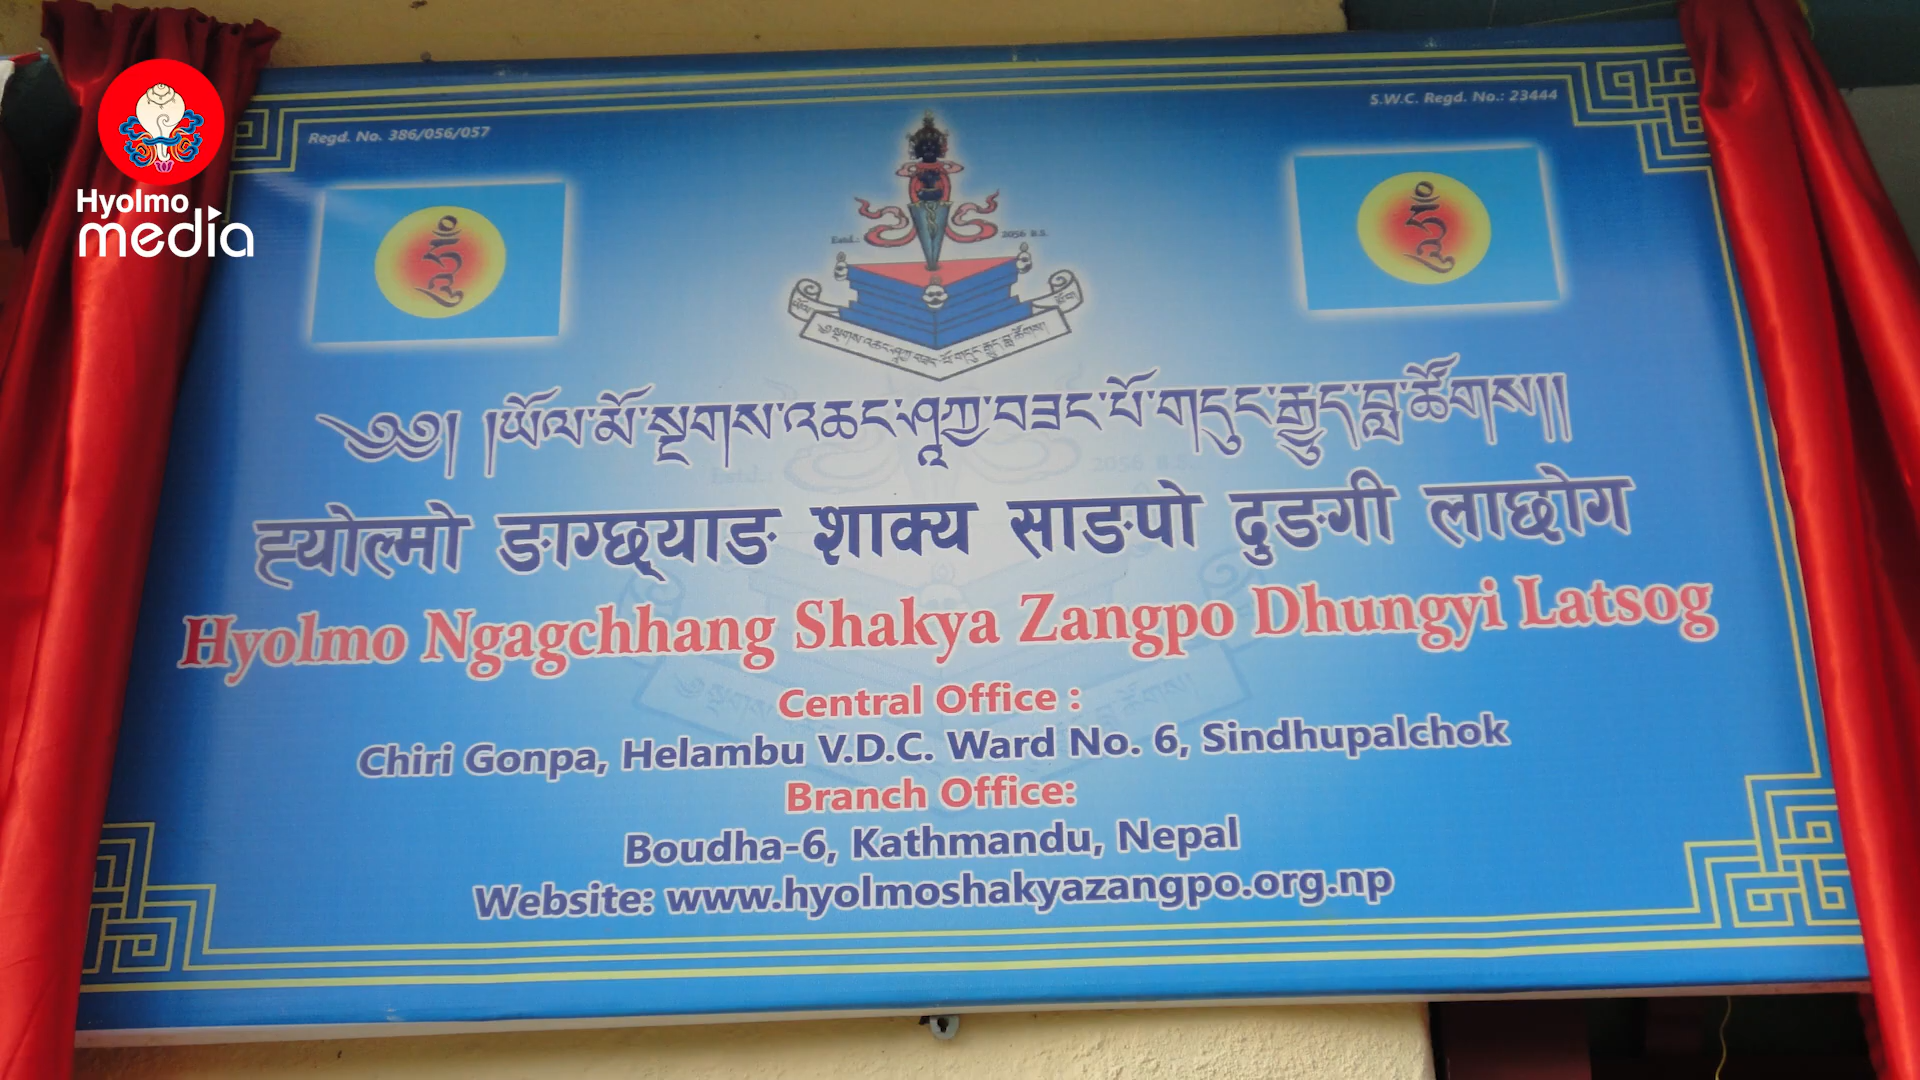 Hyolmo
media
Regd. No. 386/056/057
S.W.C. Regd. No.: 23444
Estd.: 2056 B.S.
༄༅། །ཡོལ་མོ་སྔགས་འཆང་ཤཱཀྱ་བཟང་པོ་གདུང་རྒྱུད་བླ་ཚོགས།།
ह्योल्मो ङाग्छ्याङ शाक्य साङपो दुङगी लाछोग
Hyolmo Ngagchhang Shakya Zangpo Dhungyi Latsog
Central Office :
Chiri Gonpa, Helambu V.D.C. Ward No. 6, Sindhupalchok
Branch Office:
Boudha-6, Kathmandu, Nepal
Website: www.hyolmoshakyazangpo.org.np